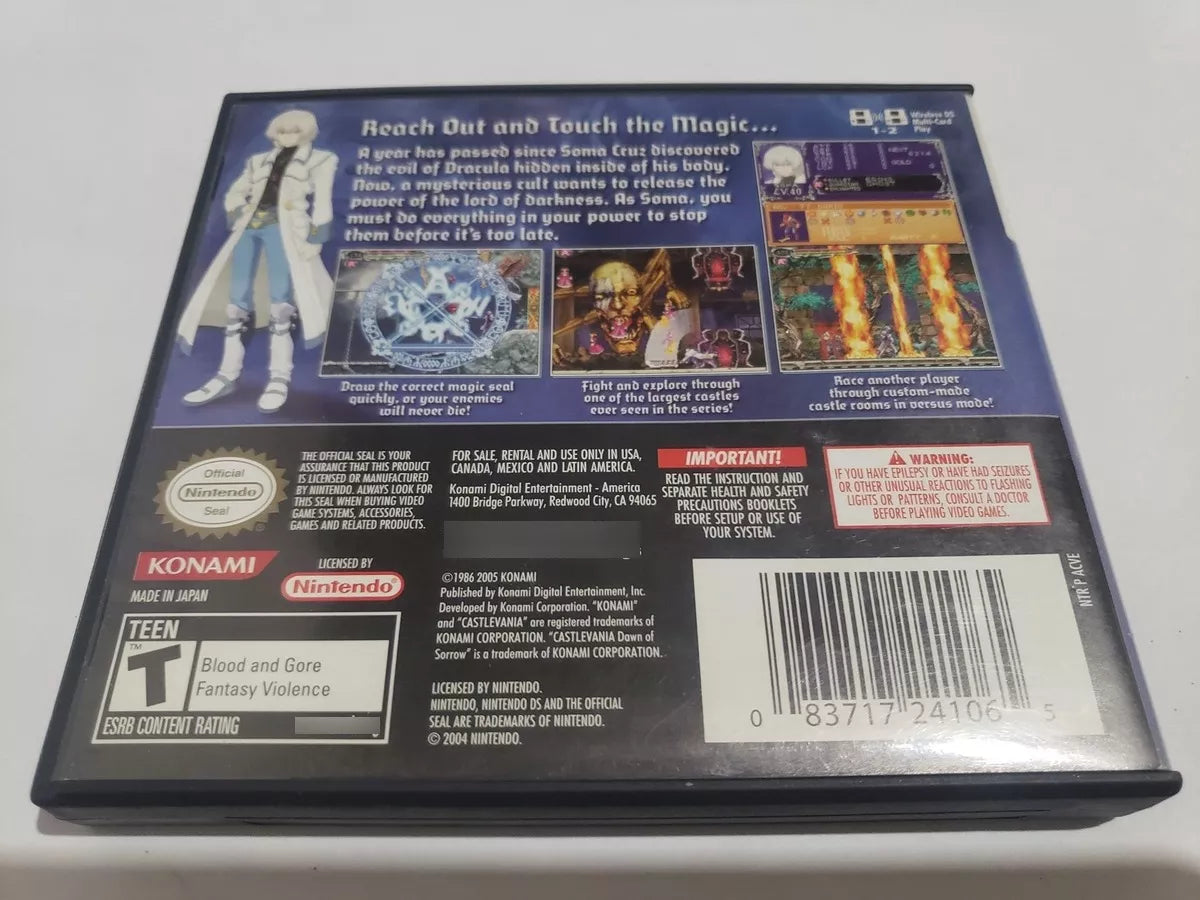 Reach Out and Touch the Magic...
A year has passed since Soma Cruz discovered
the evil of Dracula hidden inside of his body.
Now, a mysterious cult wants to release the
power of the lord of darkness. As Soma, you
must do everything in your power to stop
them before it's too late.
1-2
Wireless DS
Multi-Card
Play
LV.40
NEXT
GOLD
Draw the correct magic seal
quickly, or your enemies
will never die!
Fight and explore through
one of the largest castles
ever seen in the series!
Race another player
through custom-made
castle rooms in versus mode!
Official
Nintendo
Seal
THE OFFICIAL SEAL IS YOUR
ASSURANCE THAT THIS PRODUCT
IS LICENSED OR MANUFACTURED
BY NINTENDO. ALWAYS LOOK FOR
THIS SEAL WHEN BUYING VIDEO
GAME SYSTEMS, ACCESSORIES,
GAMES AND RELATED PRODUCTS.
FOR SALE, RENTAL AND USE ONLY IN USA,
CANADA, MEXICO AND LATIN AMERICA.
Konami Digital Entertainment - America
1400 Bridge Parkway, Redwood City, CA 94065
IMPORTANT!
READ THE INSTRUCTION AND
SEPARATE HEALTH AND SAFETY
PRECAUTIONS BOOKLETS
BEFORE SETUP OR USE OF
YOUR SYSTEM.
WARNING:
IF YOU HAVE EPILEPSY OR HAVE HAD SEIZURES
OR OTHER UNUSUAL REACTIONS TO FLASHING
LIGHTS OR PATTERNS, CONSULT A DOCTOR
BEFORE PLAYING VIDEO GAMES.
KONAMI
MADE IN JAPAN
LICENSED BY
Nintendo®
TEEN
TM
T
Blood and Gore
Fantasy Violence
ESRB CONTENT RATING
©1986 2005 KONAMI
Published by Konami Digital Entertainment, Inc.
Developed by Konami Corporation. "KONAMI"
and "CASTLEVANIA" are registered trademarks of
KONAMI CORPORATION. "CASTLEVANIA Dawn of
Sorrow" is a trademark of KONAMI CORPORATION.
LICENSED BY NINTENDO.
NINTENDO, NINTENDO DS AND THE OFFICIAL
SEAL ARE TRADEMARKS OF NINTENDO.
© 2004 NINTENDO.
0 83717 24106 5
NTR P ACVE